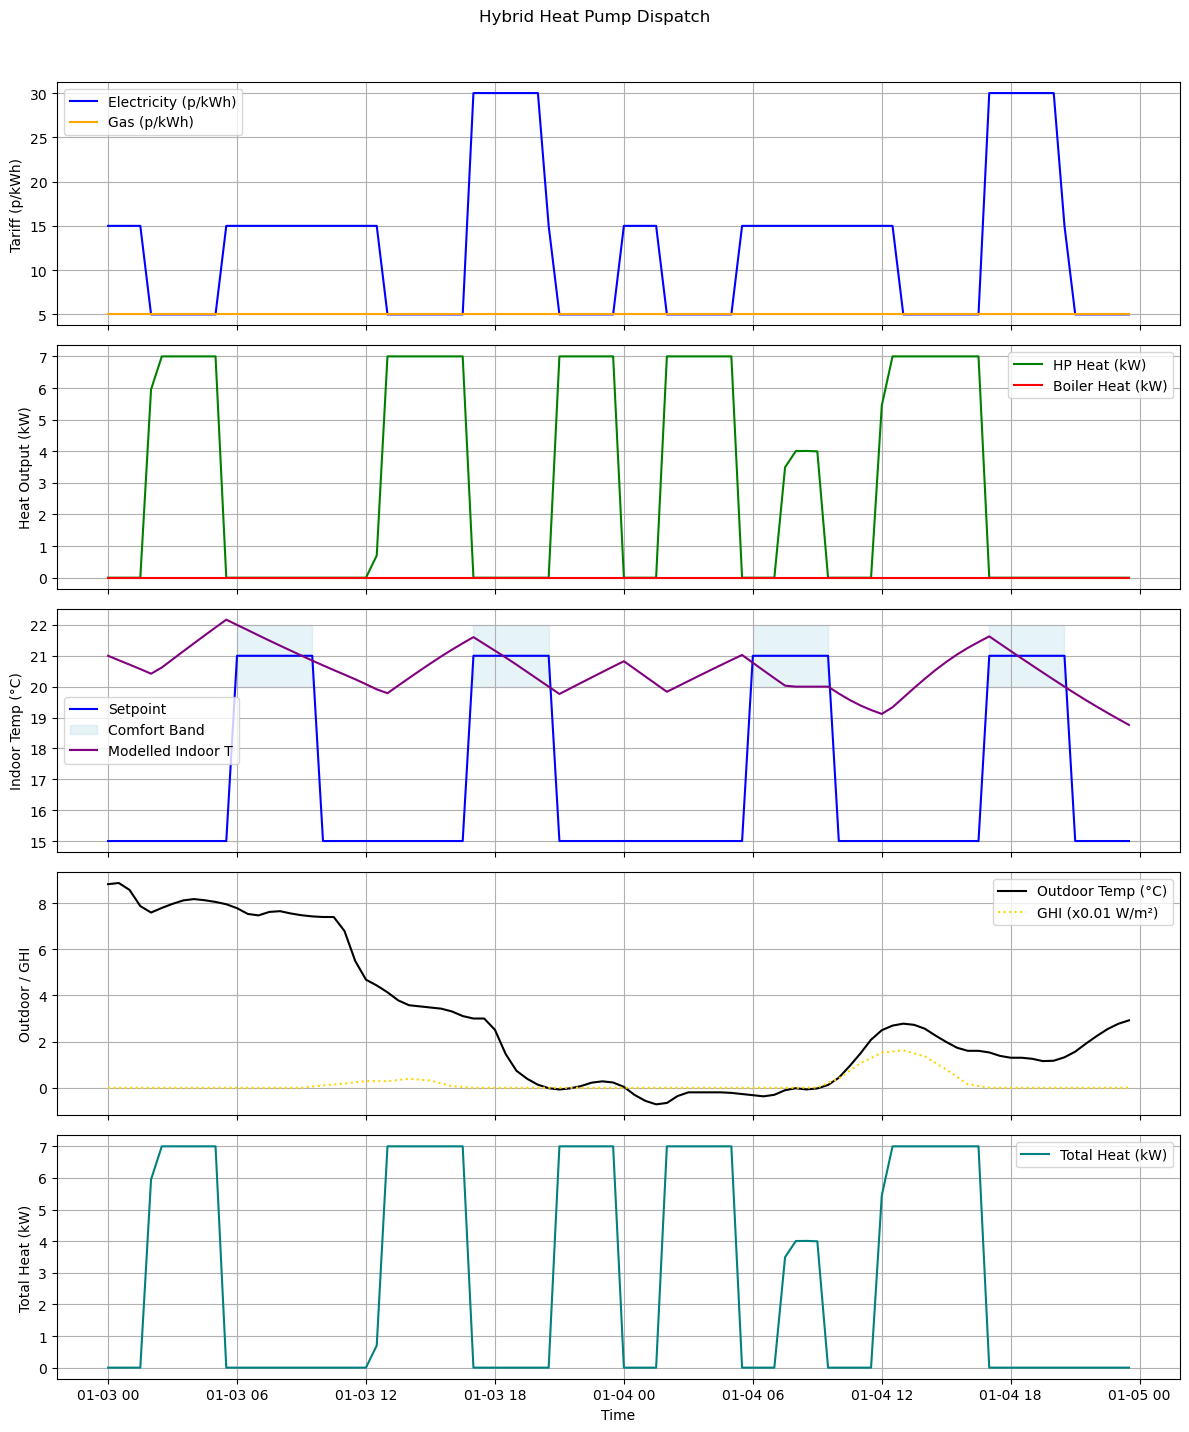 Hybrid Heat Pump Dispatch
Tariff (p/kWh)
30
25
20
15
10
5
Electricity (p/kWh)
Gas (p/kWh)
Heat Output (kW)
7
6
5
4
3
2
1
0
HP Heat (kW)
Boiler Heat (kW)
Indoor Temp (°C)
22
21
20
19
18
17
16
15
Setpoint
Comfort Band
Modelled Indoor T
Outdoor / GHI
8
6
4
2
0
Outdoor Temp (°C)
GHI (x0.01 W/m²)
Total Heat (kW)
7
6
5
4
3
2
1
0
Total Heat (kW)
01-03 00
01-03 06
01-03 12
01-03 18
01-04 00
01-04 06
01-04 12
01-04 18
01-05 00
Time